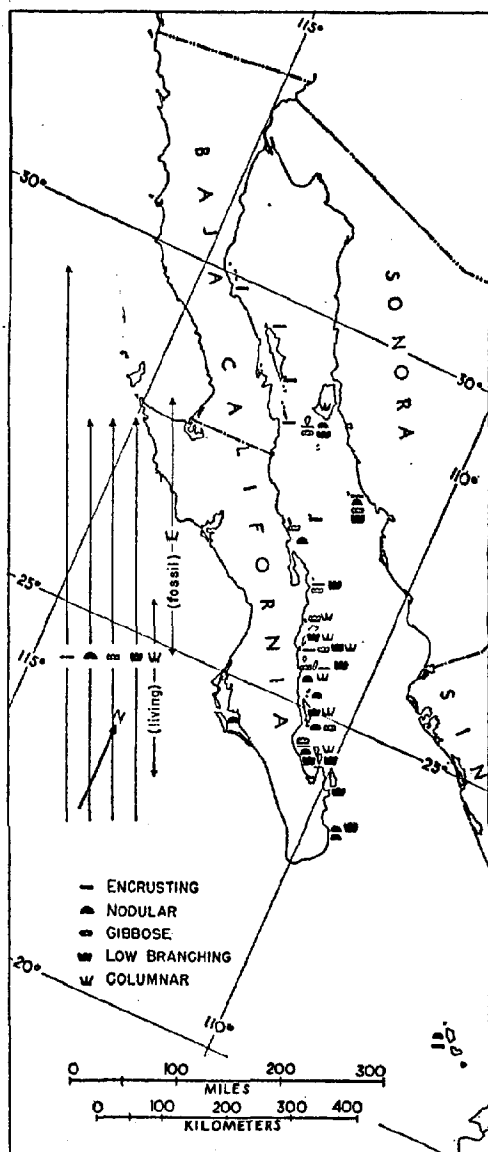 115°
30°
BAJA CALIFORNIA
SONORA
30°
110°
25°
115°
(fossil)
(living)
N
SIN
25°
ENCRUSTING
NODULAR
GIBBOSE
LOW BRANCHING
COLUMNAR
20°
110°
0 100 200 300
MILES
0 100 200 300 400
KILOMETERS